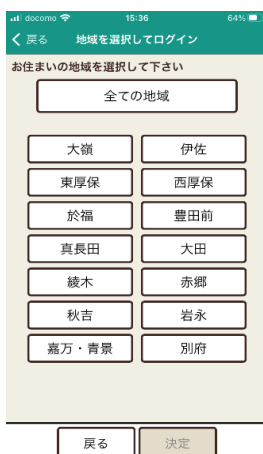 docomo 15:36 64%
戻る 地域を選択してログイン
お住まいの地域を選択して下さい
全ての地域
大嶺 伊佐
東厚保 西厚保
於福 豊田前
真長田 大田
綾木 赤郷
秋吉 岩永
嘉万・青景 別府
戻る 決定